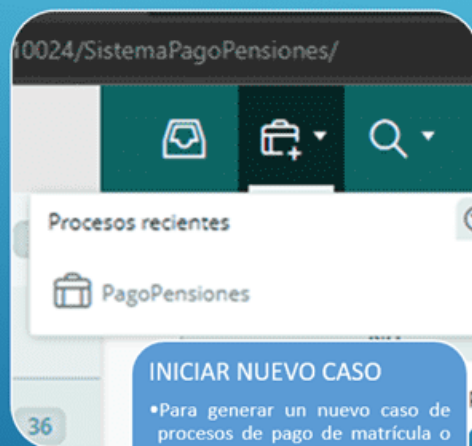 10024/SistemaPagoPensiones/
Procesos recientes
PagoPensiones
INICIAR NUEVO CASO
•Para generar un nuevo caso de
procesos de pago de matrícula o
36